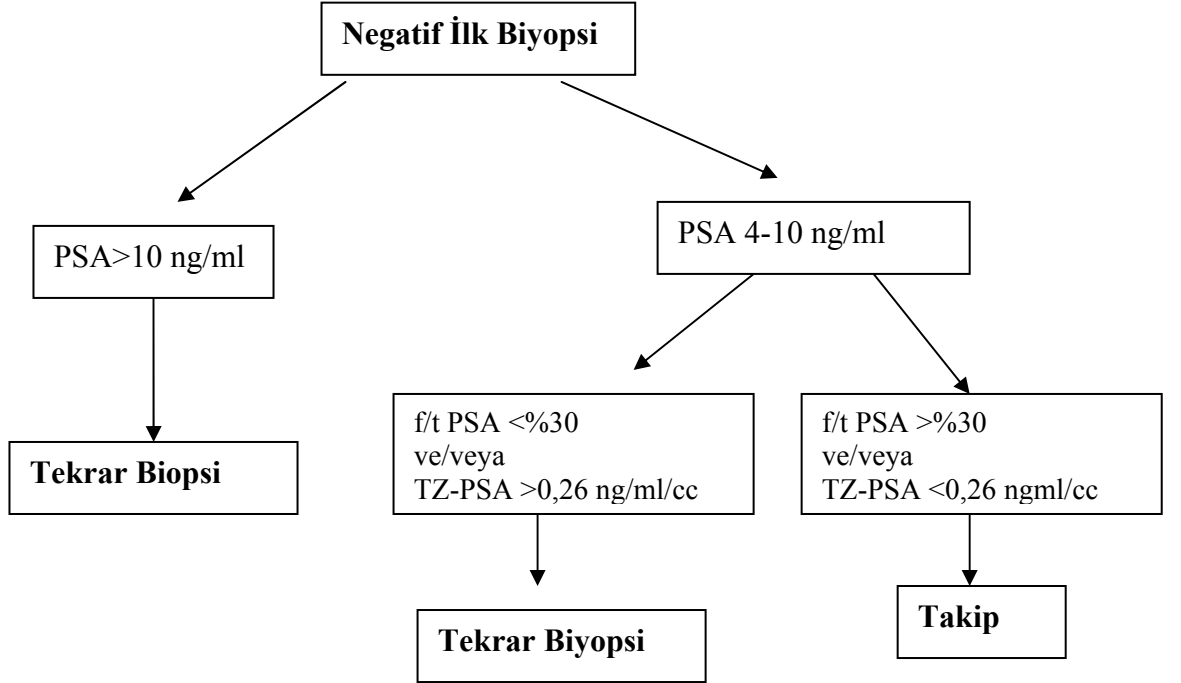 Negatif İlk Biyopsi
PSA>10 ng/ml
PSA 4-10 ng/ml
Tekrar Biopsi
f/t PSA <%30
ve/veya
TZ-PSA >0,26 ng/ml/cc
f/t PSA >%30
ve/veya
TZ-PSA <0,26 ngml/cc
Tekrar Biyopsi
Takip